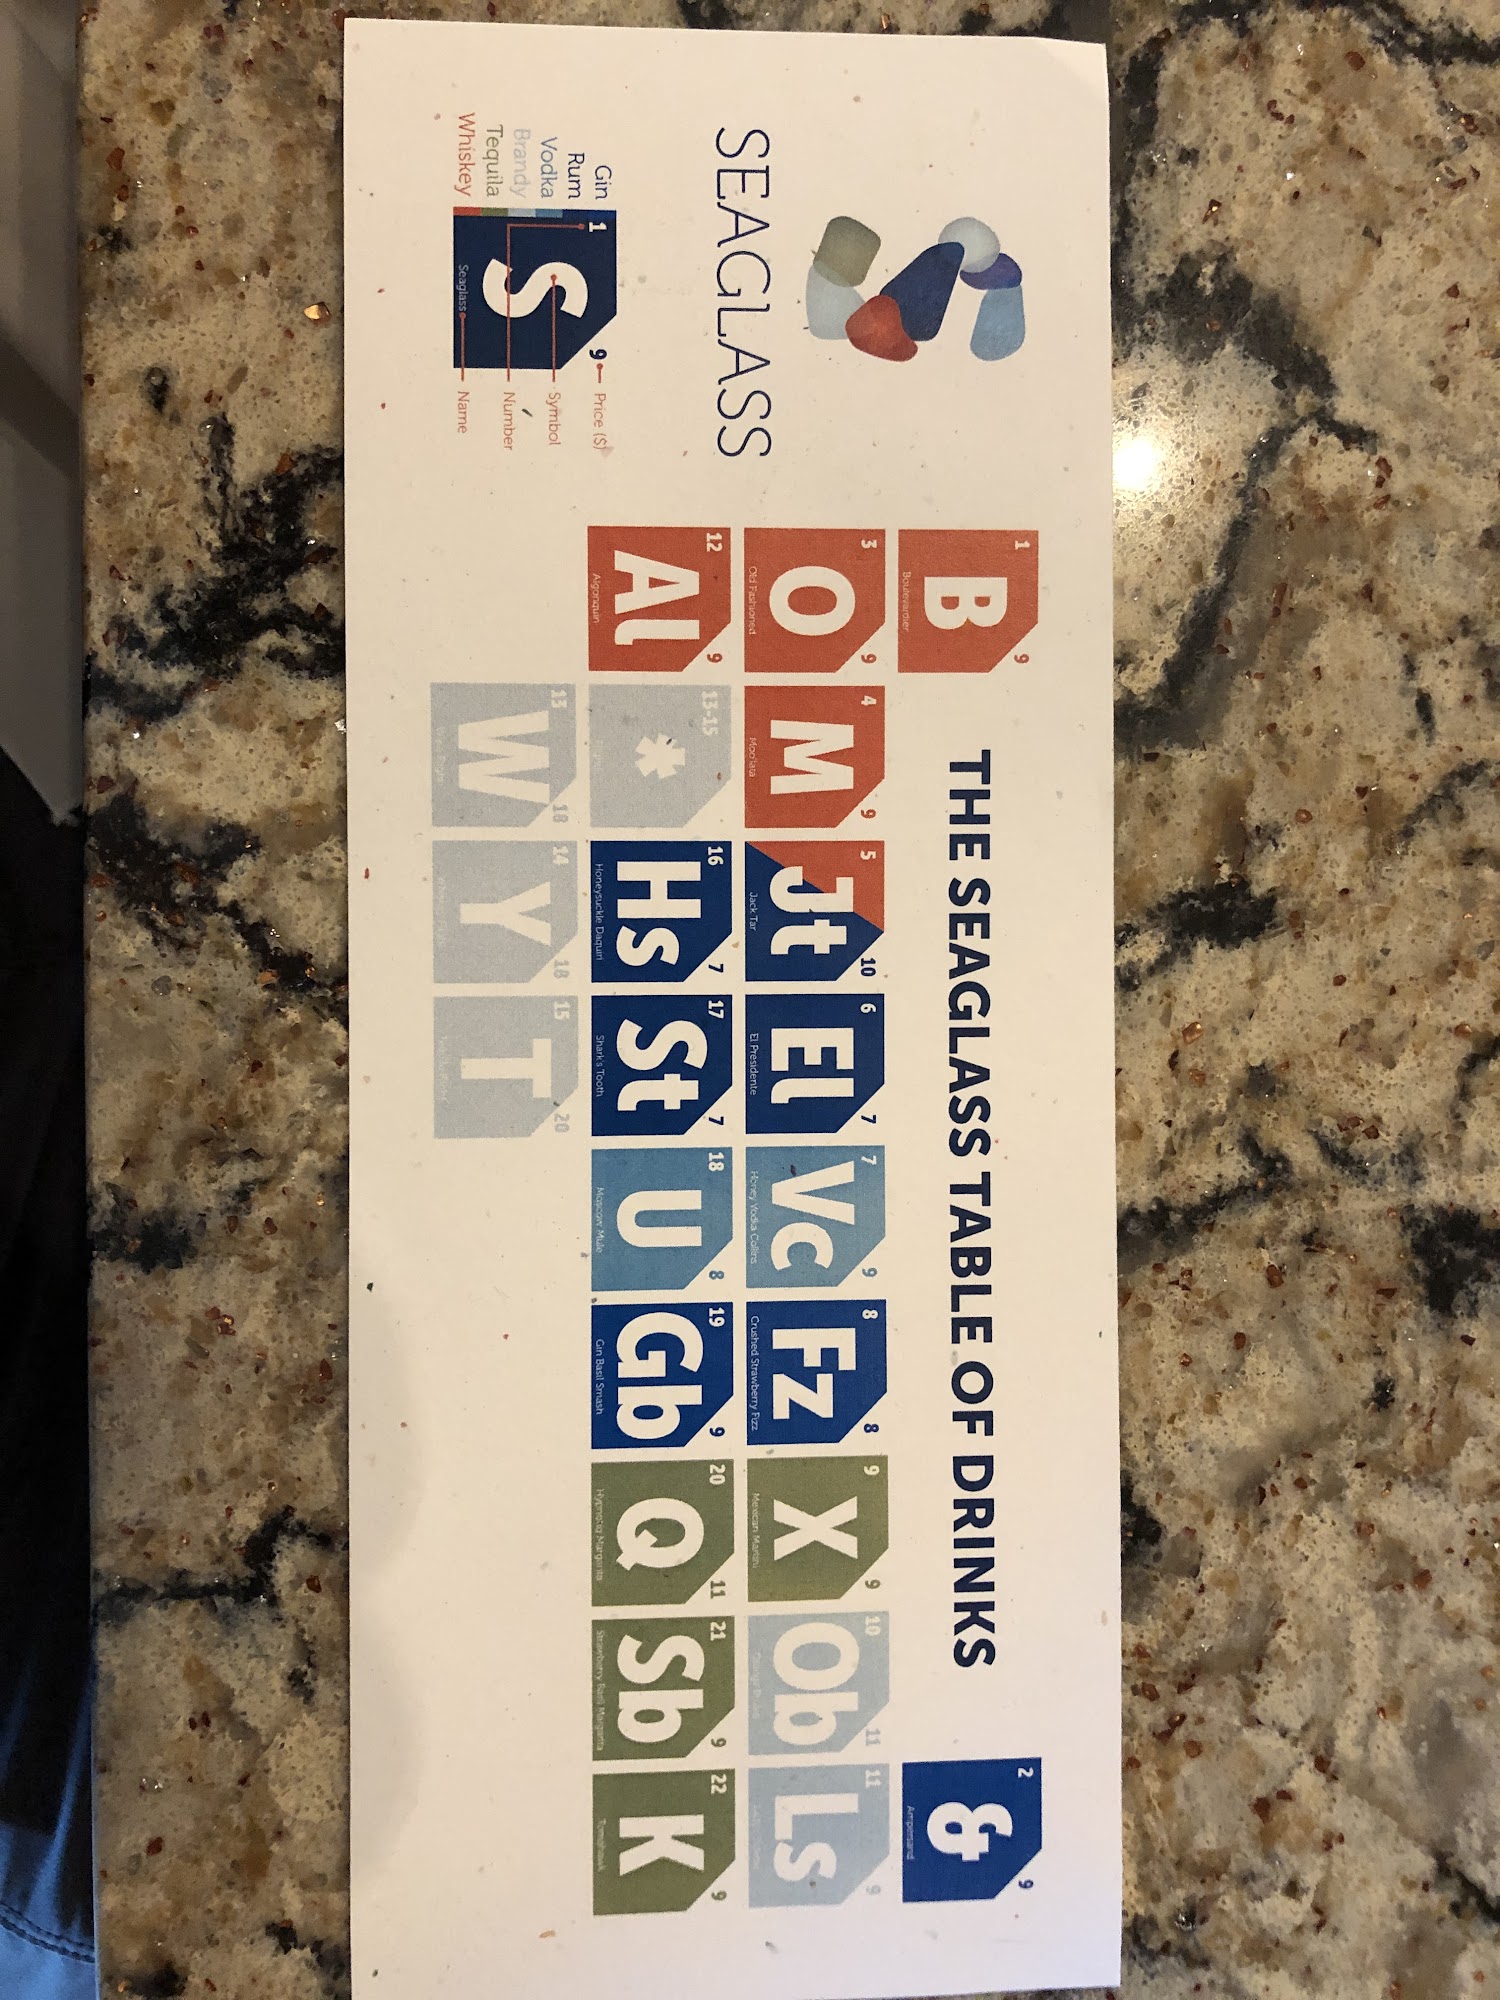 SEAGLASS
Gin
Rum
Vodka
Brandy
Tequila
Whiskey
1
S
9
Seaglass
Price ($)
Symbol
Number
Name
THE SEAGLASS TABLE OF DRINKS
1 9
B
Boulevardier
2 9
&
Ampersand
3 9
O
Old Fashioned
4 9
M
5 10
Jt
Jack Tar
6 7
El
El Presidente
7 9
Vc
Honey Vodka Collins
8 8
Fz
Crushed Strawberry Fizz
9 9
X
Mexican Martini
10 11
Ob
11 9
Ls
12 9
Al
Algonquin
13-15
*
16 7
Hs
Honeysuckle Daquiri
17 7
St
Shark's Tooth
18 8
U
Moscow Mule
19 9
Gb
Gin Basil Smash
20 11
Q
Hypnotiq Margarita
21 9
Sb
Strawberry Basil Margarita
22 9
K
Tomahawk
13 18
W
14 18
Y
15 20
T